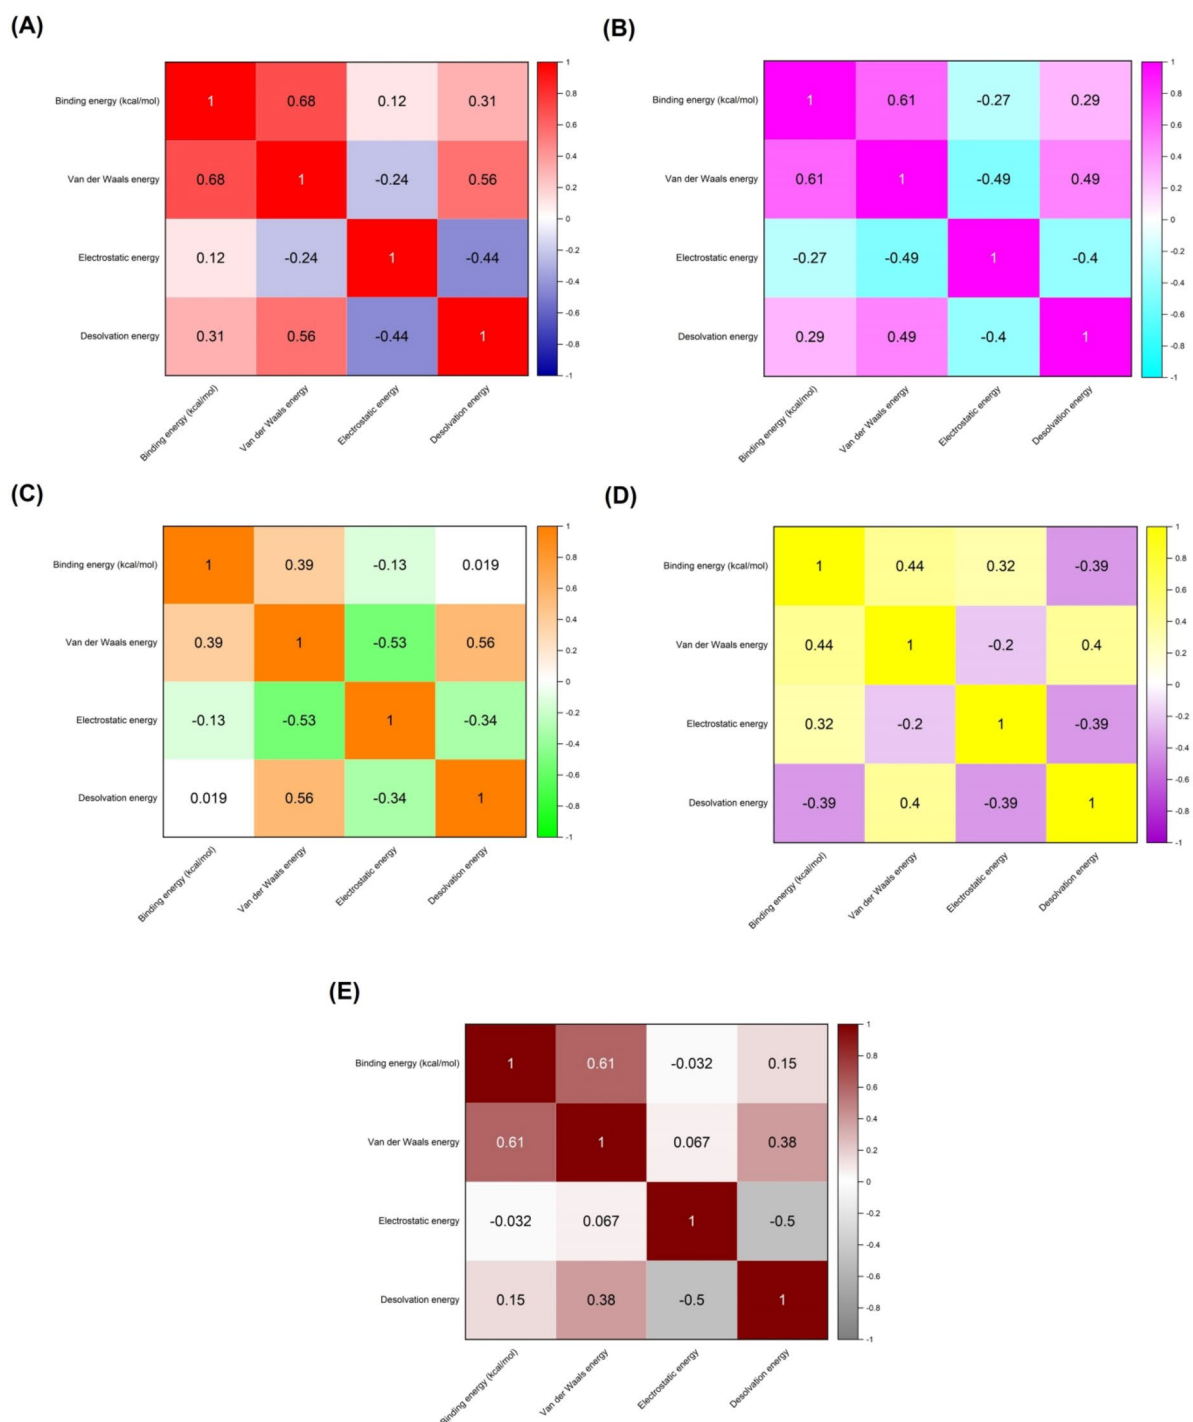 (A)
Binding energy (kcal/mol) 1 0.68 0.12 0.31
Van der Waals energy 0.68 1 -0.24 0.56
Electrostatic energy 0.12 -0.24 1 -0.44
Desolvation energy 0.31 0.56 -0.44 1
Binding energy (kcal/mol) Van der Waals energy Electrostatic energy Desolvation energy
1
0.8
0.6
0.4
0.2
0
-0.2
-0.4
-0.6
-0.8
-1
(B)
Binding energy (kcal/mol) 1 0.61 -0.27 0.29
Van der Waals energy 0.61 1 -0.49 0.49
Electrostatic energy -0.27 -0.49 1 -0.4
Desolvation energy 0.29 0.49 -0.4 1
Binding energy (kcal/mol) Van der Waals energy Electrostatic energy Desolvation energy
1
0.8
0.6
0.4
0.2
0
-0.2
-0.4
-0.6
-0.8
-1
(C)
Binding energy (kcal/mol) 1 0.39 -0.13 0.019
Van der Waals energy 0.39 1 -0.53 0.56
Electrostatic energy -0.13 -0.53 1 -0.34
Desolvation energy 0.019 0.56 -0.34 1
Binding energy (kcal/mol) Van der Waals energy Electrostatic energy Desolvation energy
1
0.8
0.6
0.4
0.2
0
-0.2
-0.4
-0.6
-0.8
-1
(D)
Binding energy (kcal/mol) 1 0.44 0.32 -0.39
Van der Waals energy 0.44 1 -0.2 0.4
Electrostatic energy 0.32 -0.2 1 -0.39
Desolvation energy -0.39 0.4 -0.39 1
Binding energy (kcal/mol) Van der Waals energy Electrostatic energy Desolvation energy
1
0.8
0.6
0.4
0.2
0
-0.2
-0.4
-0.6
-0.8
-1
(E)
Binding energy (kcal/mol) 1 0.61 -0.032 0.15
Van der Waals energy 0.61 1 0.067 0.38
Electrostatic energy -0.032 0.067 1 -0.5
Desolvation energy 0.15 0.38 -0.5 1
Binding energy (kcal/mol) Van der Waals energy Electrostatic energy Desolvation energy
1
0.8
0.6
0.4
0.2
0
-0.2
-0.4
-0.6
-0.8
-1